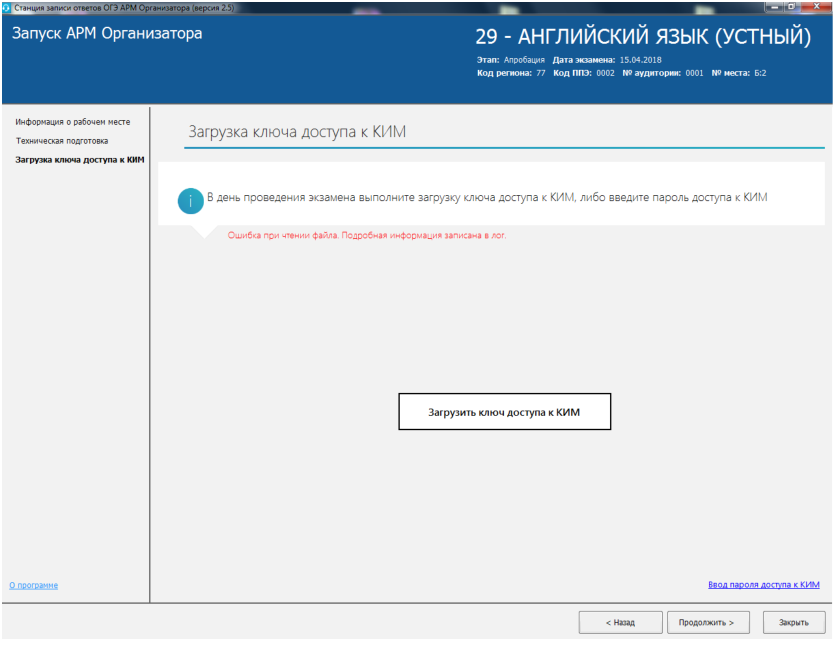 Станция записи ответов ОГЭ АРМ Организатора (версия 2.5)
Запуск АРМ Организатора
29 - АНГЛИЙСКИЙ ЯЗЫК (УСТНЫЙ)
Этап: Апробация Дата экзамена: 15.04.2018
Код региона: 77 Код ППЭ: 0002 № аудитории: 0001 № места: Б:2
Информация о рабочем месте
Техническая подготовка
Загрузка ключа доступа к КИМ
Загрузка ключа доступа к КИМ
i
В день проведения экзамена выполните загрузку ключа доступа к КИМ, либо введите пароль доступа к КИМ
Ошибка при чтении файла. Подробная информация записана в лог.
Загрузить ключ доступа к КИМ
О программе
Ввод пароля доступа к КИМ
< Назад
Продолжить >
Закрыть